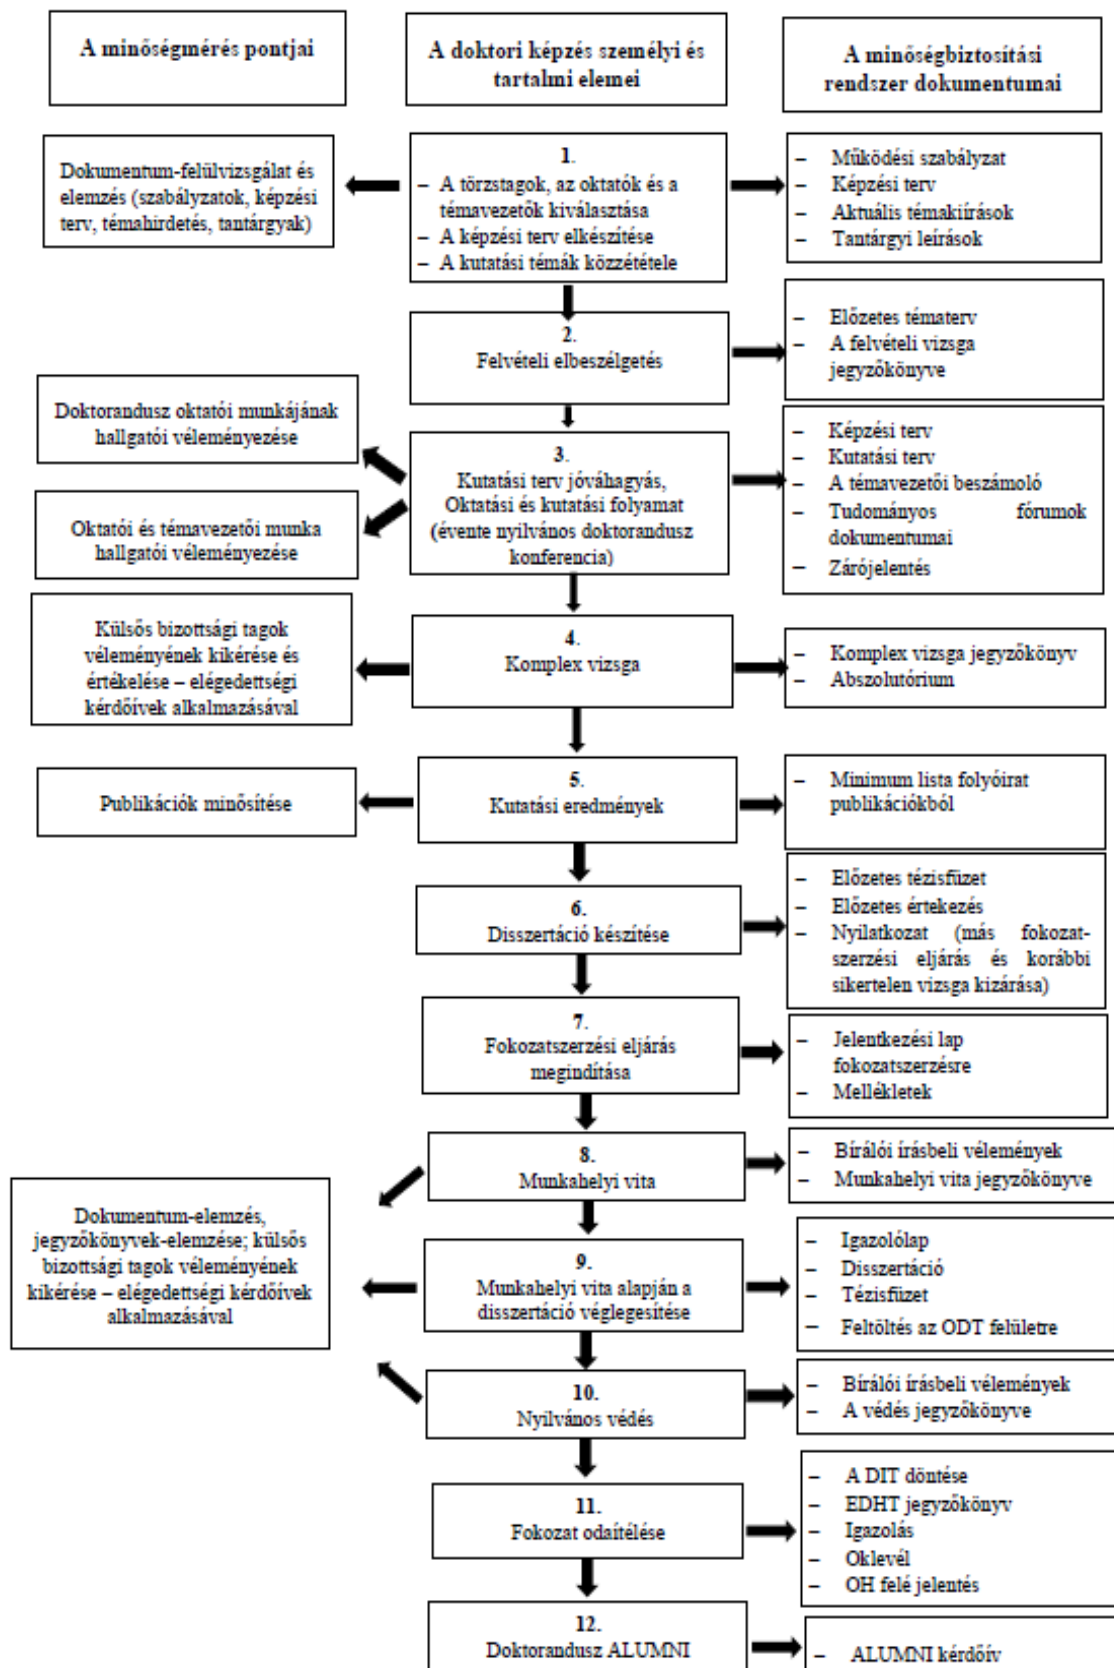 A minőségmérés pontjai
A doktori képzés személyi és
tartalmi elemei
A minőségbiztosítási
rendszer dokumentumai
Dokumentum-felülvizsgálat és
elemzés (szabályzatok, képzési
terv, témahirdetés, tantárgyak)
1.
– A törzstagok, az oktatók és a
témavezetők kiválasztása
– A képzési terv elkészítése
– A kutatási témák közzététele
– Működési szabályzat
– Képzési terv
– Aktuális témakiírások
– Tantárgyi leírások
2.
Felvételi elbeszélgetés
– Előzetes tématerv
– A felvételi vizsga
jegyzőkönyve
Doktorandusz oktatói munkájának
hallgatói véleményezése
Oktatói és témavezetői munka
hallgatói véleményezése
3.
Kutatási terv jóváhagyás,
Oktatási és kutatási folyamat
(évente nyilvános doktorandusz
konferencia)
– Képzési terv
– Kutatási terv
– A témavezetői beszámoló
– Tudományos fórumok
dokumentumai
– Zárójelentés
Külsős bizottsági tagok
véleményének kikérése és
értékelése – elégedettségi
kérdőívek alkalmazásával
4.
Komplex vizsga
– Komplex vizsga jegyzőkönyv
– Abszolutórium
Publikációk minősítése
5.
Kutatási eredmények
– Minimum lista folyóirat
publikációkból
6.
Disszertáció készítése
– Előzetes tézisfüzet
– Előzetes értekezés
– Nyilatkozat (más fokozat-
szerzési eljárás és korábbi
sikertelen vizsga kizárása)
7.
Fokozatszerzési eljárás
megindítása
– Jelentkezési lap
fokozatszerzésre
– Mellékletek
8.
Munkahelyi vita
– Bírálói írásbeli vélemények
– Munkahelyi vita jegyzőkönyve
Dokumentum-elemzés,
jegyzőkönyvek-elemzése; külsős
bizottsági tagok véleményének
kikérése – elégedettségi kérdőívek
alkalmazásával
9.
Munkahelyi vita alapján a
disszertáció véglegesítése
– Igazolólap
– Disszertáció
– Tézisfüzet
– Feltöltés az ODT felületre
10.
Nyilvános védés
– Bírálói írásbeli vélemények
– A védés jegyzőkönyve
11.
Fokozat odaítélése
– A DIT döntése
– EDHT jegyzőkönyv
– Igazolás
– Oklevél
– OH felé jelentés
12.
Doktorandusz ALUMNI
– ALUMNI kérdőív